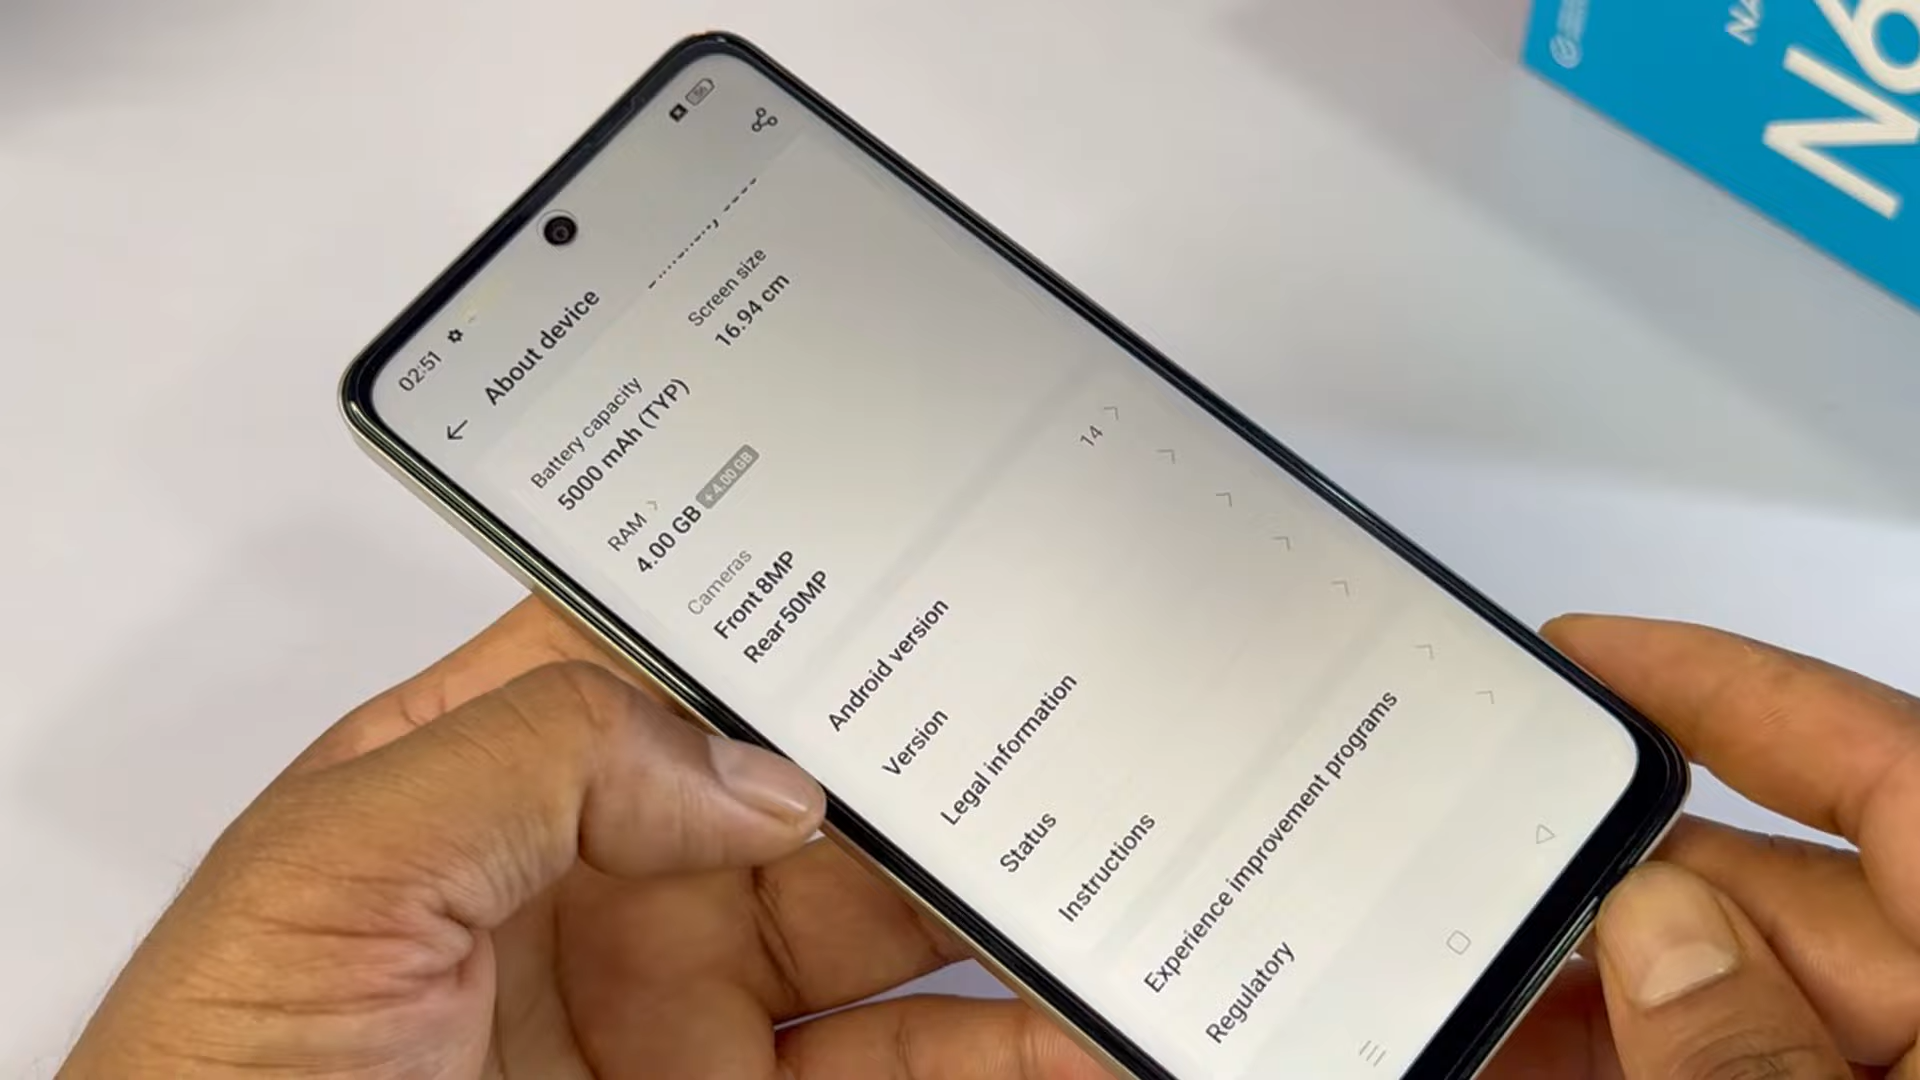 02:51
About device
Battery capacity
5000 mAh (TYP)
Screen size
16.94 cm
RAM
4.00 GB + 4.00 GB
Cameras
Front 8MP
Rear 50MP
Android version 14
Version
Legal information
Status
Instructions
Experience improvement programs
Regulatory
NA
N6